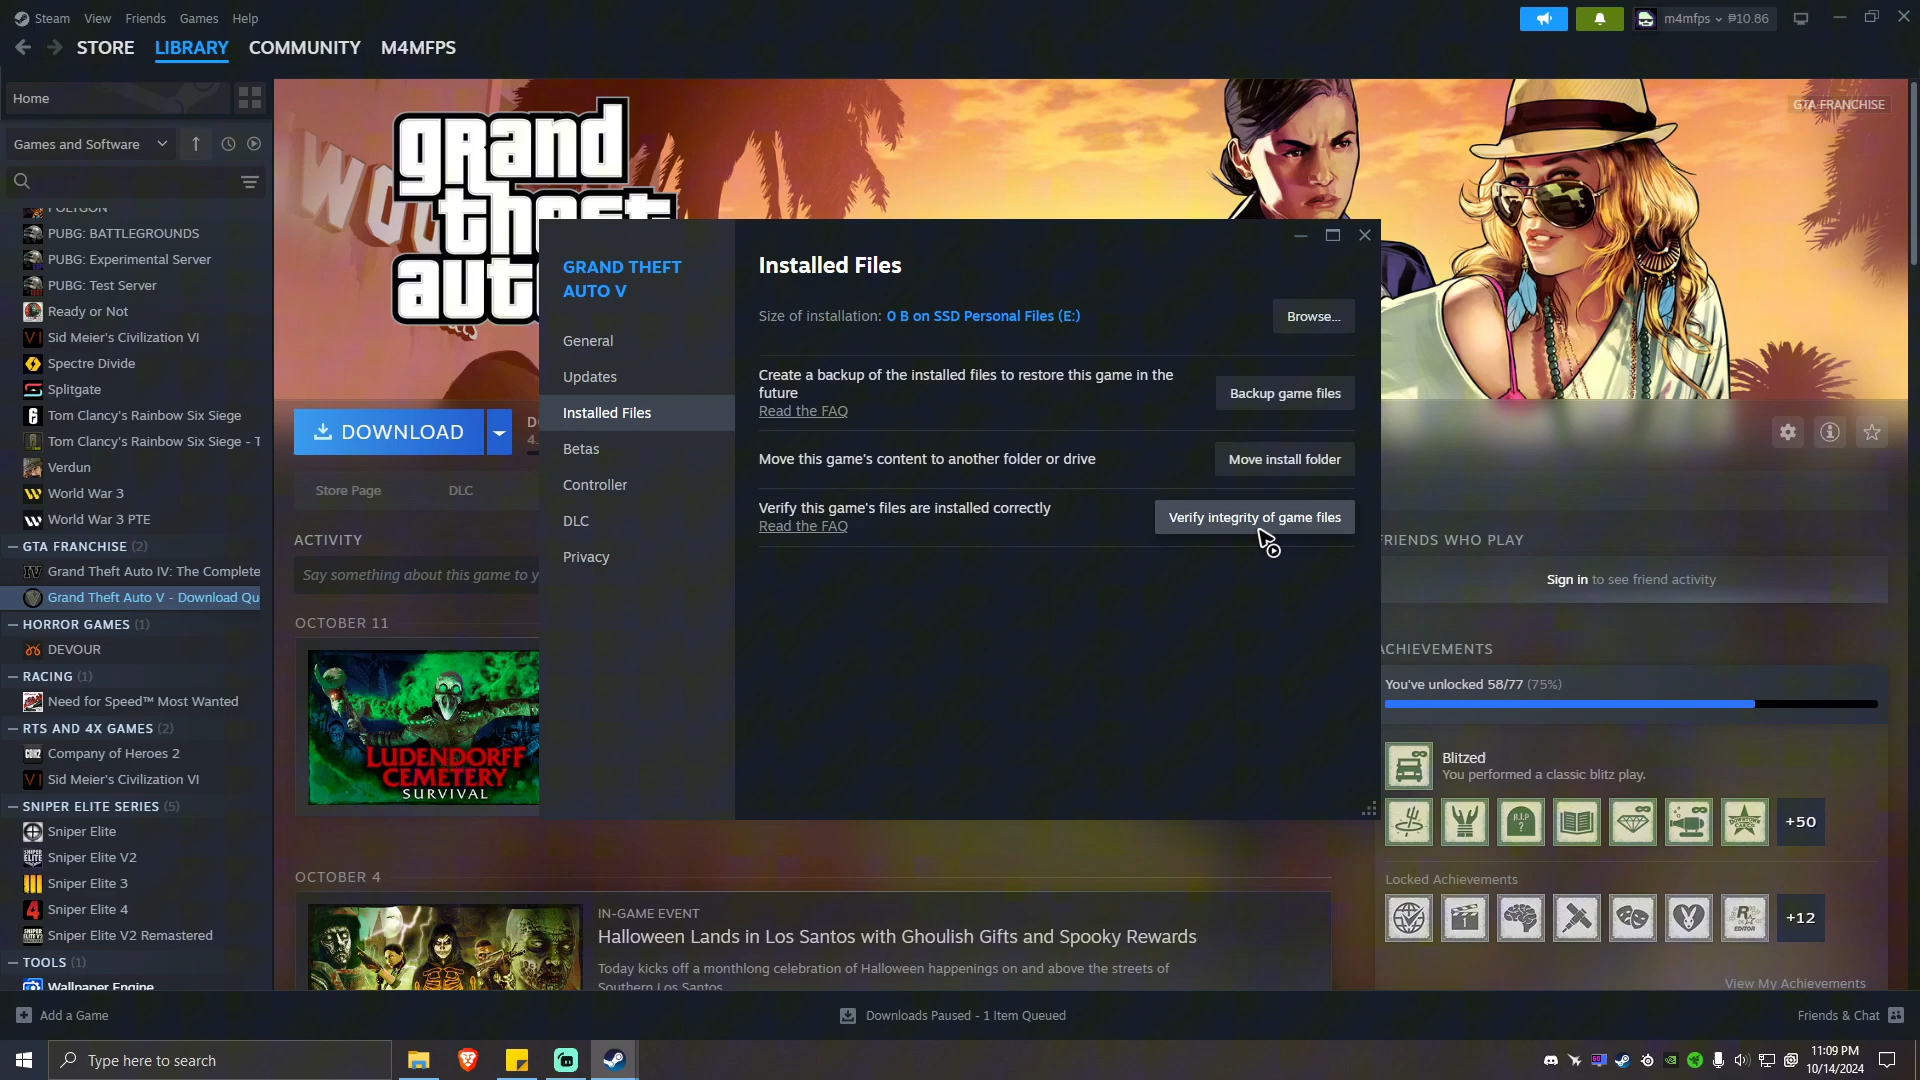 Steam View Friends Games Help
m4mfps ₱10.86
STORE LIBRARY COMMUNITY M4MFPS
Home
GTA FRANCHISE
Games and Software
POLYGON
PUBG: BATTLEGROUNDS
PUBG: Experimental Server
PUBG: Test Server
Ready or Not
Sid Meier's Civilization VI
Spectre Divide
Splitgate
Tom Clancy's Rainbow Six Siege
Tom Clancy's Rainbow Six Siege - T
Verdun
World War 3
World War 3 PTE
GTA FRANCHISE (2)
Grand Theft Auto IV: The Complete
Grand Theft Auto V - Download Qu
HORROR GAMES (1)
DEVOUR
RACING (1)
Need for Speed™ Most Wanted
RTS AND 4X GAMES (2)
Company of Heroes 2
Sid Meier's Civilization VI
SNIPER ELITE SERIES (5)
Sniper Elite
Sniper Elite V2
Sniper Elite 3
Sniper Elite 4
Sniper Elite V2 Remastered
TOOLS (1)
Wallpaper Engine
grand
theft
aut
DOWNLOAD
Store Page DLC
ACTIVITY
Say something about this game to y
OCTOBER 11
LUDENDORFF
CEMETERY
SURVIVAL
OCTOBER 4
IN-GAME EVENT
Halloween Lands in Los Santos with Ghoulish Gifts and Spooky Rewards
Today kicks off a monthlong celebration of Halloween happenings on and above the streets of
Southern Los Santos
GRAND THEFT
AUTO V
General
Updates
Installed Files
Betas
Controller
DLC
Privacy
Installed Files
Size of installation: 0 B on SSD Personal Files (E:)
Browse...
Create a backup of the installed files to restore this game in the
future
Read the FAQ
Backup game files
Move this game's content to another folder or drive
Move install folder
Verify this game's files are installed correctly
Read the FAQ
Verify integrity of game files
FRIENDS WHO PLAY
Sign in to see friend activity
ACHIEVEMENTS
You've unlocked 58/77 (75%)
Blitzed
You performed a classic blitz play.
+50
Locked Achievements
+12
View My Achievements
Add a Game
Downloads Paused - 1 Item Queued
Friends & Chat
Type here to search
11:09 PM
10/14/2024